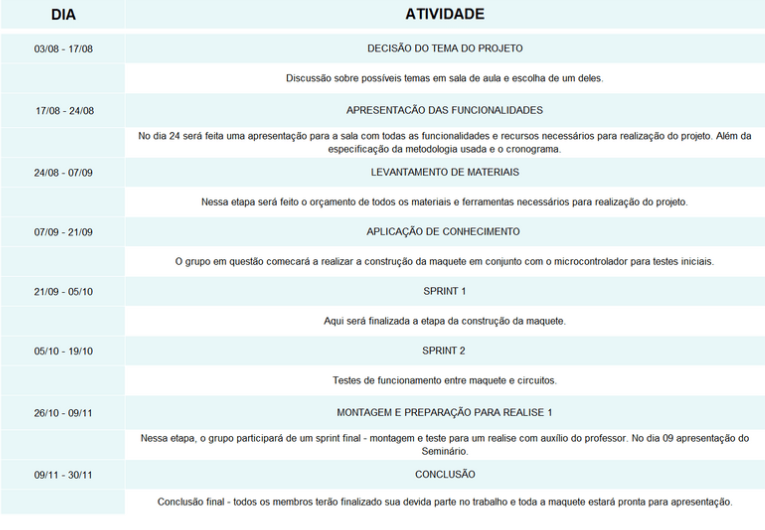 DIA ATIVIDADE
03/08 - 17/08 DECISÃO DO TEMA DO PROJETO
Discussão sobre possíveis temas em sala de aula e escolha de um deles.
17/08 - 24/08 APRESENTACÃO DAS FUNCIONALIDADES
No dia 24 será feita uma apresentação para a sala com todas as funcionalidades e recursos necessários para realização do projeto. Além da
especificação da metodologia usada e o cronograma.
24/08 - 07/09 LEVANTAMENTO DE MATERIAIS
Nessa etapa será feito o orçamento de todos os materiais e ferramentas necessários para realização do projeto.
07/09 - 21/09 APLICAÇÃO DE CONHECIMENTO
O grupo em questão comecará a realizar a construção da maquete em conjunto com o microcontrolador para testes iniciais.
21/09 - 05/10 SPRINT 1
Aqui será finalizada a etapa da construção da maquete.
05/10 - 19/10 SPRINT 2
Testes de funcionamento entre maquete e circuitos.
26/10 - 09/11 MONTAGEM E PREPARAÇÃO PARA REALISE 1
Nessa etapa, o grupo participará de um sprint final - montagem e teste para um realise com auxílio do professor. No dia 09 apresentação do
Seminário.
09/11 - 30/11 CONCLUSÃO
Conclusão final - todos os membros terão finalizado sua devida parte no trabalho e toda a maquete estará pronta para apresentação.